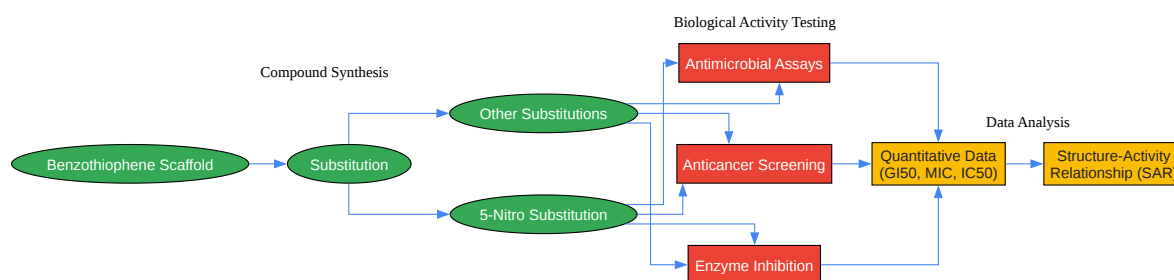 Biological Activity Testing
Compound Synthesis
Antimicrobial Assays
Other Substitutions
Data Analysis
Benzothiophene Scaffold
Substitution
Anticancer Screening
Quantitative Data
(GI50, MIC, IC50)
Structure-Activity
Relationship (SAR)
5-Nitro Substitution
Enzyme Inhibition